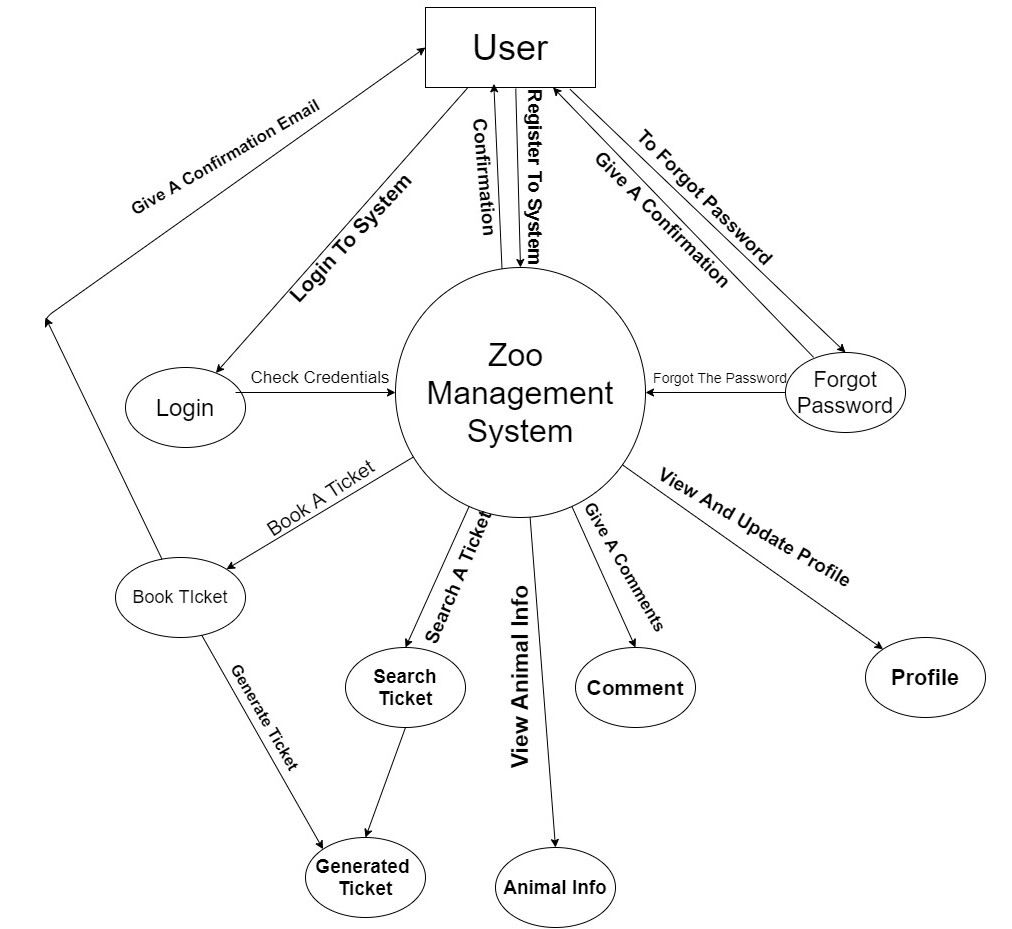 User
Give A Confirmation Email
Login To System
Confirmation
Register To System
To Forgot Password
Give A Confirmation
Login
Check Credentials
Zoo
Management
System
Forgot The Password
Forgot
Password
Book A Ticket
Search A Ticket
View Animal Info
Give A Comments
View And Update Profile
Book TIcket
Generate Ticket
Search
Ticket
Comment
Profile
Generated
Ticket
Animal Info